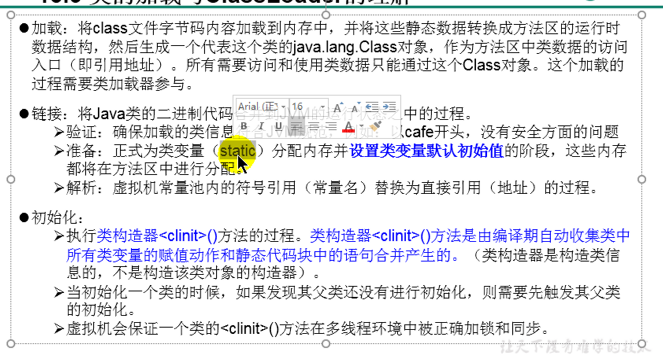 ClassLoader的理解
●加载：将class文件字节码内容加载到内存中，并将这些静态数据转换成方法区的运行时
数据结构，然后生成一个代表这个类的java.lang.Class对象，作为方法区中类数据的访问
入口（即引用地址）。所有需要访问和使用类数据只能通过这个Class对象。这个加载的
过程需要类加载器参与。
●链接：将Java类的二进制代码 之中的过程。
➢验证：确保加载的类信息 以cafe开头，没有安全方面的问题
➢准备：正式为类变量（static）分配内存并设置类变量默认初始值的阶段，这些内存
都将在方法区中进行分配。
➢解析：虚拟机常量池内的符号引用（常量名）替换为直接引用（地址）的过程。
●初始化：
➢执行类构造器<clinit>()方法的过程。类构造器<clinit>()方法是由编译期自动收集类中
所有类变量的赋值动作和静态代码块中的语句合并产生的。（类构造器是构造类信
息的，不是构造该类对象的构造器）。
➢当初始化一个类的时候，如果发现其父类还没有进行初始化，则需要先触发其父类
的初始化。
➢虚拟机会保证一个类的<clinit>()方法在多线程环境中被正确加锁和同步。
Arial (正 16 A A
B I U A